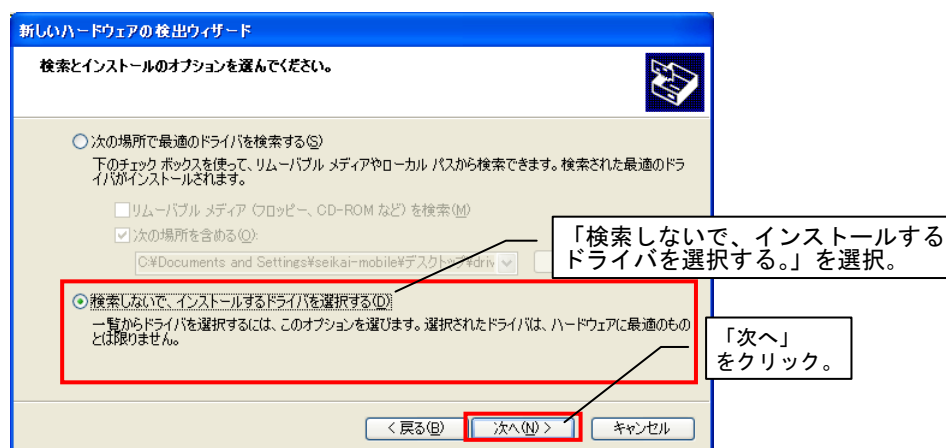 新しいハードウェアの検出ウィザード
検索とインストールのオプションを選んでください。
次の場所で最適のドライバを検索する(S)
下のチェック ボックスを使って、リムーバブル メディアやローカル パスから検索できます。検索された最適のドラ
イバがインストールされます。
リムーバブル メディア (フロッピー、CD-ROM など) を検索(M)
次の場所を含める(O):
C:¥Documents and Settings¥seikai-mobile¥デスクトップ¥driv
「検索しないで、インストールする
ドライバを選択する。」を選択。
検索しないで、インストールするドライバを選択する(D)
一覧からドライバを選択するには、このオプションを選びます。選択されたドライバは、ハードウェアに最適のもの
とは限りません。
「次へ」
をクリック。
< 戻る(B)
次へ(N) >
キャンセル